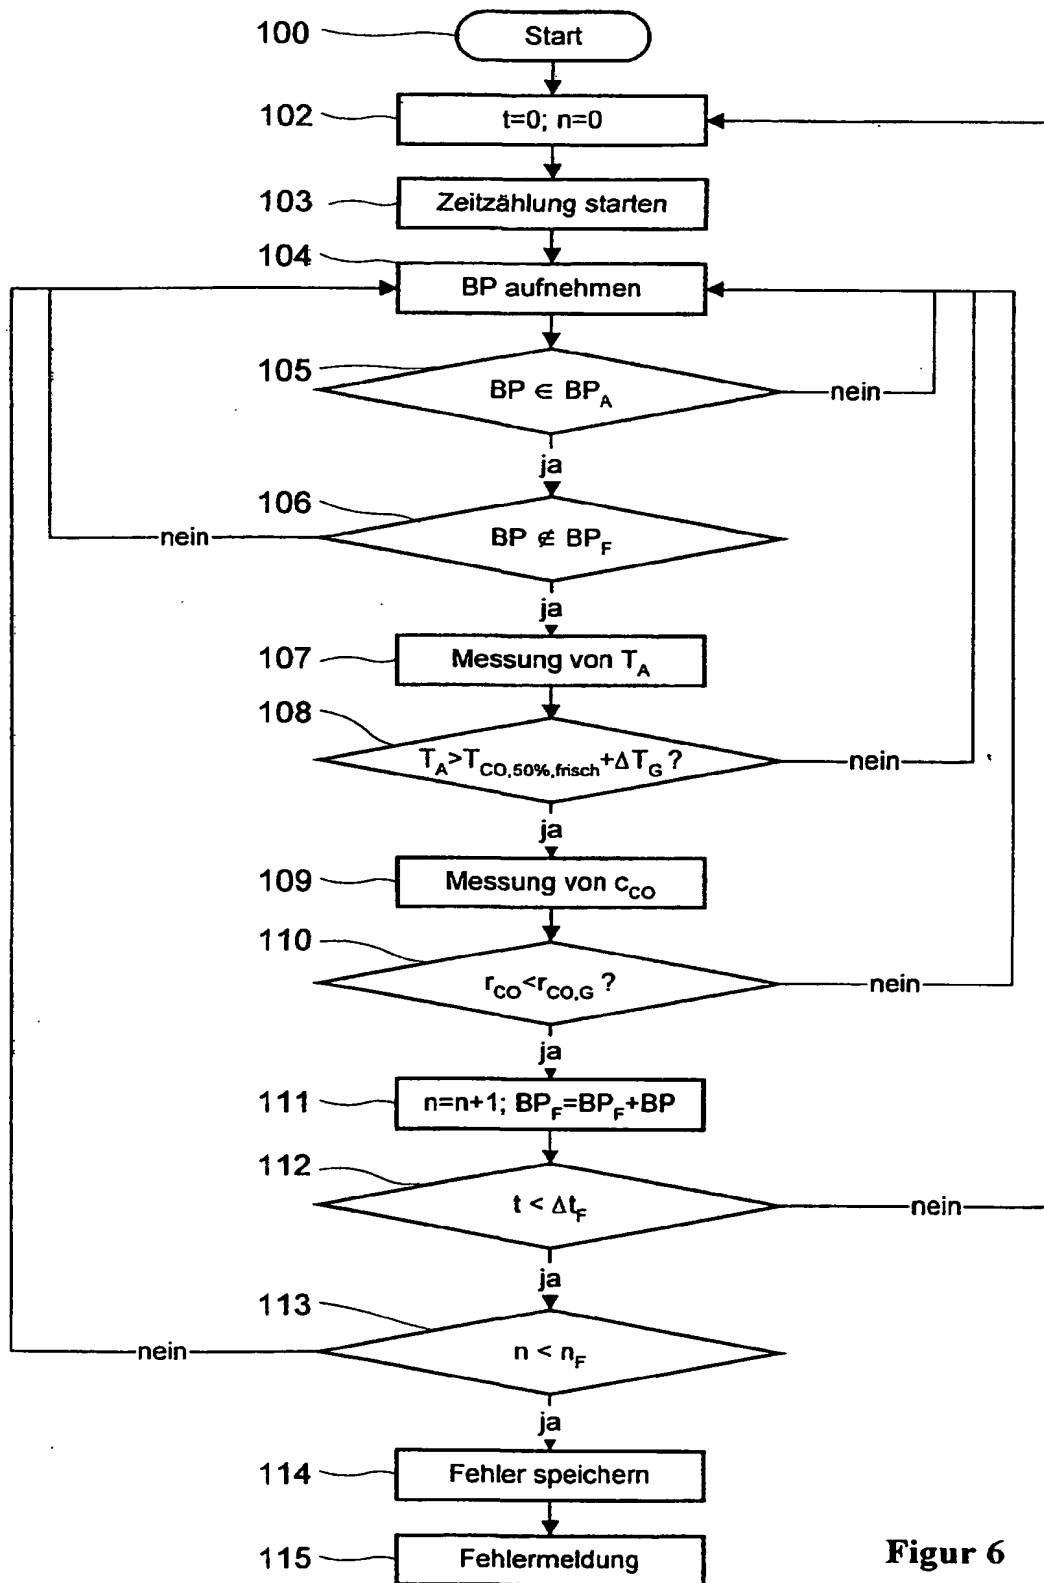 100 Start
102 t=0; n=0
103 Zeitzählung starten
104 BP aufnehmen
105 BP ∈ BP_A nein
ja
106 BP ∉ BP_F
nein
ja
107 Messung von T_A
108 T_A>T_CO,50%,frisch+ΔT_G ? nein
ja
109 Messung von c_CO
110 r_CO<r_CO,G ? nein
ja
111 n=n+1; BP_F=BP_F+BP
112 t < Δt_F nein
ja
113 n < n_F
nein
ja
114 Fehler speichern
115 Fehlermeldung
Figur 6